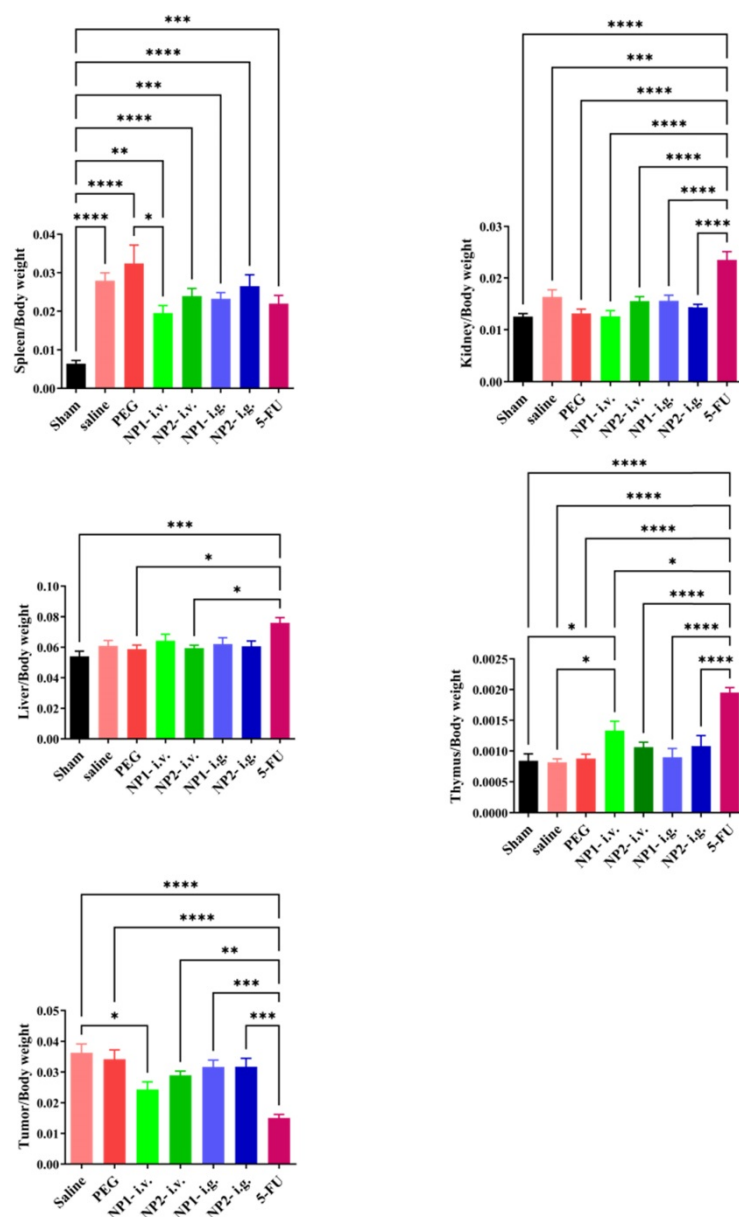 ***
****
***
****
**
****
****
*
Spleen/Body weight
0.04
0.03
0.02
0.01
0.00
Sham
saline
PEG
NP1- i.v.
NP2- i.v.
NP1- i.g.
NP2- i.g.
5-FU
****
***
****
****
****
****
****
Kidney/Body weight
0.03
0.02
0.01
0.00
Sham
saline
PEG
NP1- i.v.
NP2- i.v.
NP1- i.g.
NP2- i.g.
5-FU
***
*
*
Liver/Body weight
0.10
0.08
0.06
0.04
0.02
0.00
Sham
saline
PEG
NP1- i.v.
NP2- i.v.
NP1- i.g.
NP2- i.g.
5-FU
****
****
****
*
****
*
****
*
****
Thymus/Body weight
0.0025
0.0020
0.0015
0.0010
0.0005
0.0000
Sham
saline
PEG
NP1- i.v.
NP2- i.v
NP1- i.g.
NP2- i.g.
5-FU
****
****
**
***
*
***
Tumor/Body weight
0.05
0.04
0.03
0.02
0.01
0.00
Saline
PEG
NP1- i.v.
NP2- i.v.
NP1- i.g.
NP2- i.g.
5-FU